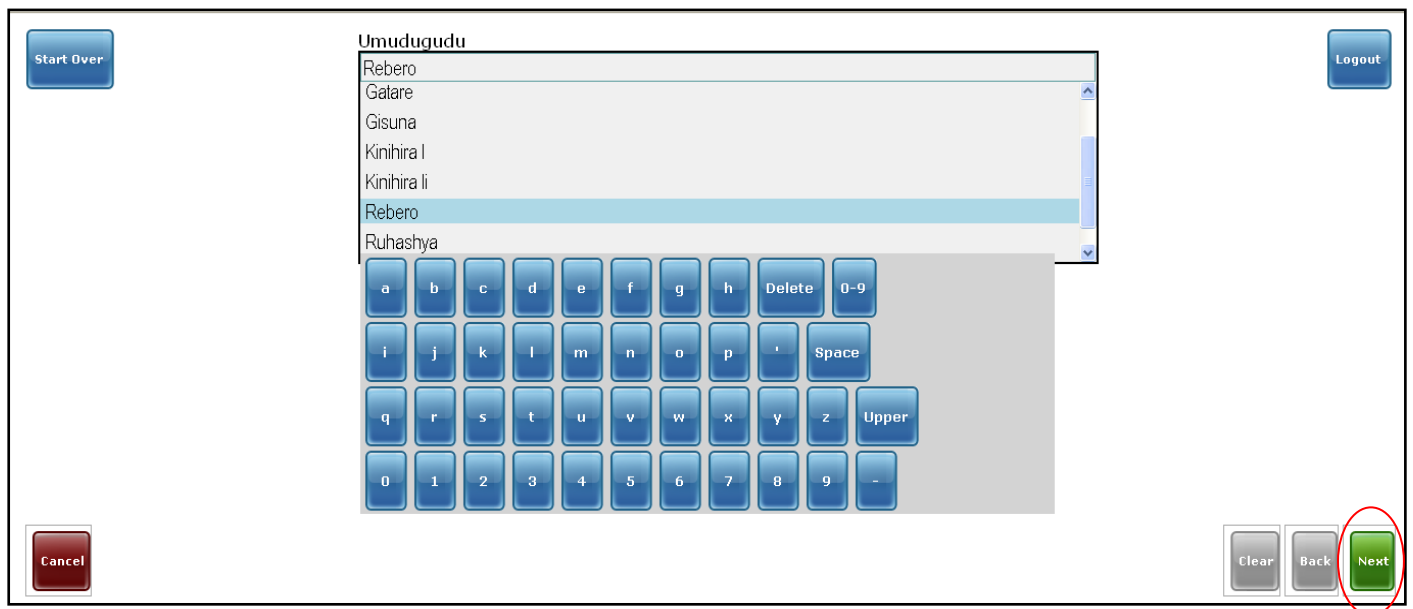 Umudugudu
Start Over
Logout
Rebero
Gatare
Gisuna
Kinihira I
Kinihira Ii
Rebero
Ruhashya
a b c d e f g h Delete 0-9
i j k l m n o p ' Space
q r s t u v w x y z Upper
0 1 2 3 4 5 6 7 8 9 -
Cancel
Clear Back Next